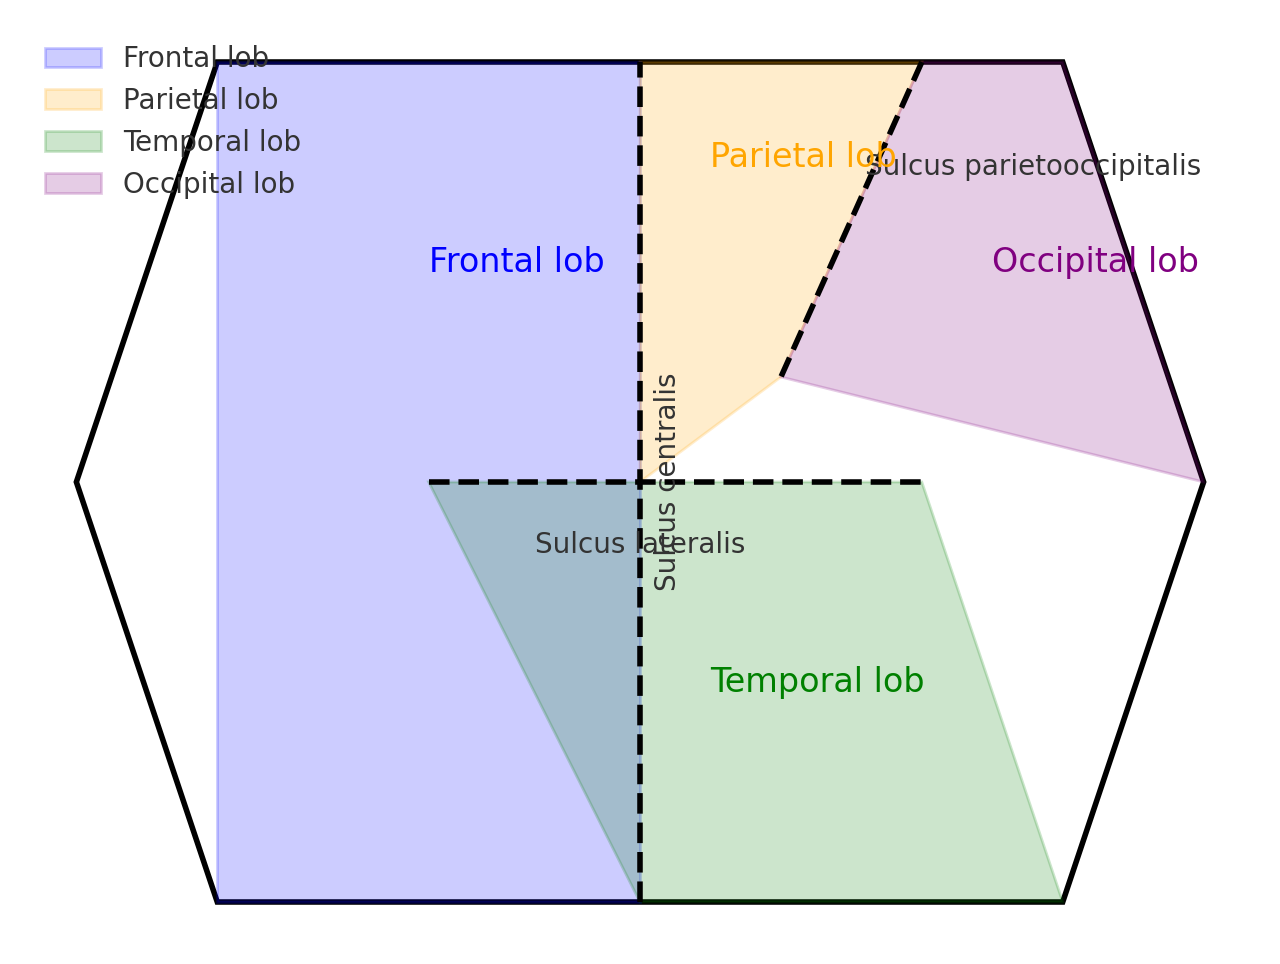 Frontal lob
Parietal lob
Temporal lob
Occipital lob
Parietal lob
Sulcus parietooccipitalis
Frontal lob
Occipital lob
Sulcus centralis
Sulcus lateralis
Temporal lob